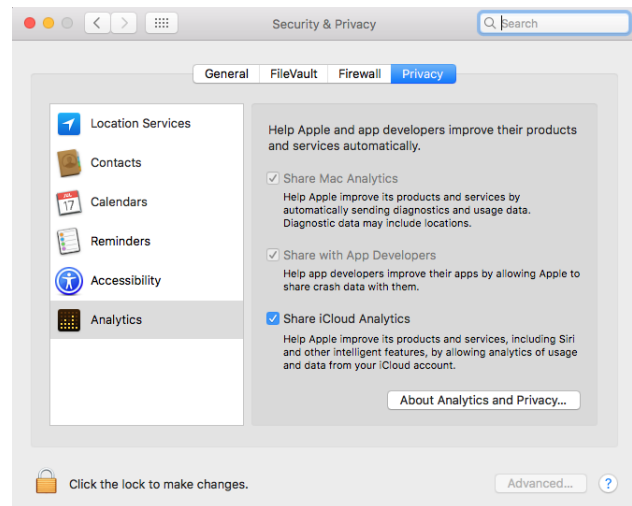 Security & Privacy
Search
General FileVault Firewall Privacy
Location Services
Contacts
JUL
17
Calendars
Reminders
Accessibility
Analytics
Help Apple and app developers improve their products
and services automatically.
Share Mac Analytics
Help Apple improve its products and services by
automatically sending diagnostics and usage data.
Diagnostic data may include locations.
Share with App Developers
Help app developers improve their apps by allowing Apple to
share crash data with them.
Share iCloud Analytics
Help Apple improve its products and services, including Siri
and other intelligent features, by allowing analytics of usage
and data from your iCloud account.
About Analytics and Privacy...
Click the lock to make changes.
Advanced...
?